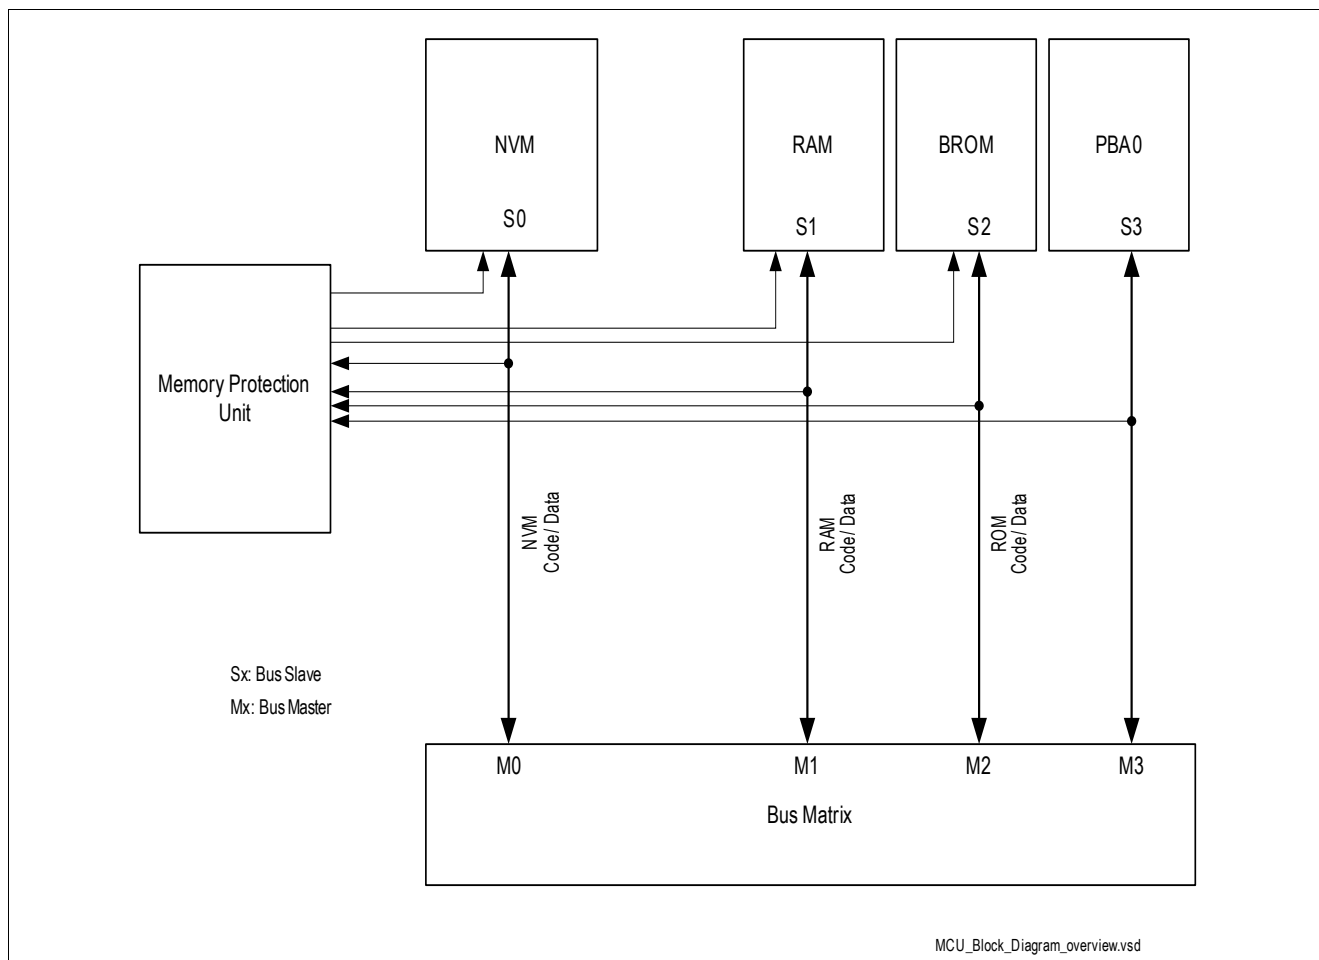 NVM
RAM
BROM
PBA0
S0
S1
S2
S3
Memory Protection
Unit
NVM
Code/ Data
RAM
Code/ Data
ROM
Code/ Data
Sx: Bus Slave
Mx: Bus Master
M0
M1
M2
M3
Bus Matrix
MCU_Block_Diagram_overview.vsd